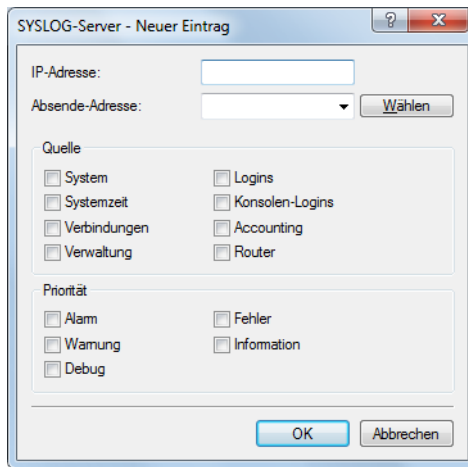 SYSLOG-Server - Neuer Eintrag
?
IP-Adresse:
Absende-Adresse:
Wählen
Quelle
System
Logins
Systemzeit
Konsolen-Logins
Verbindungen
Accounting
Verwaltung
Router
Priorität
Alarm
Fehler
Warnung
Information
Debug
OK
Abbrechen